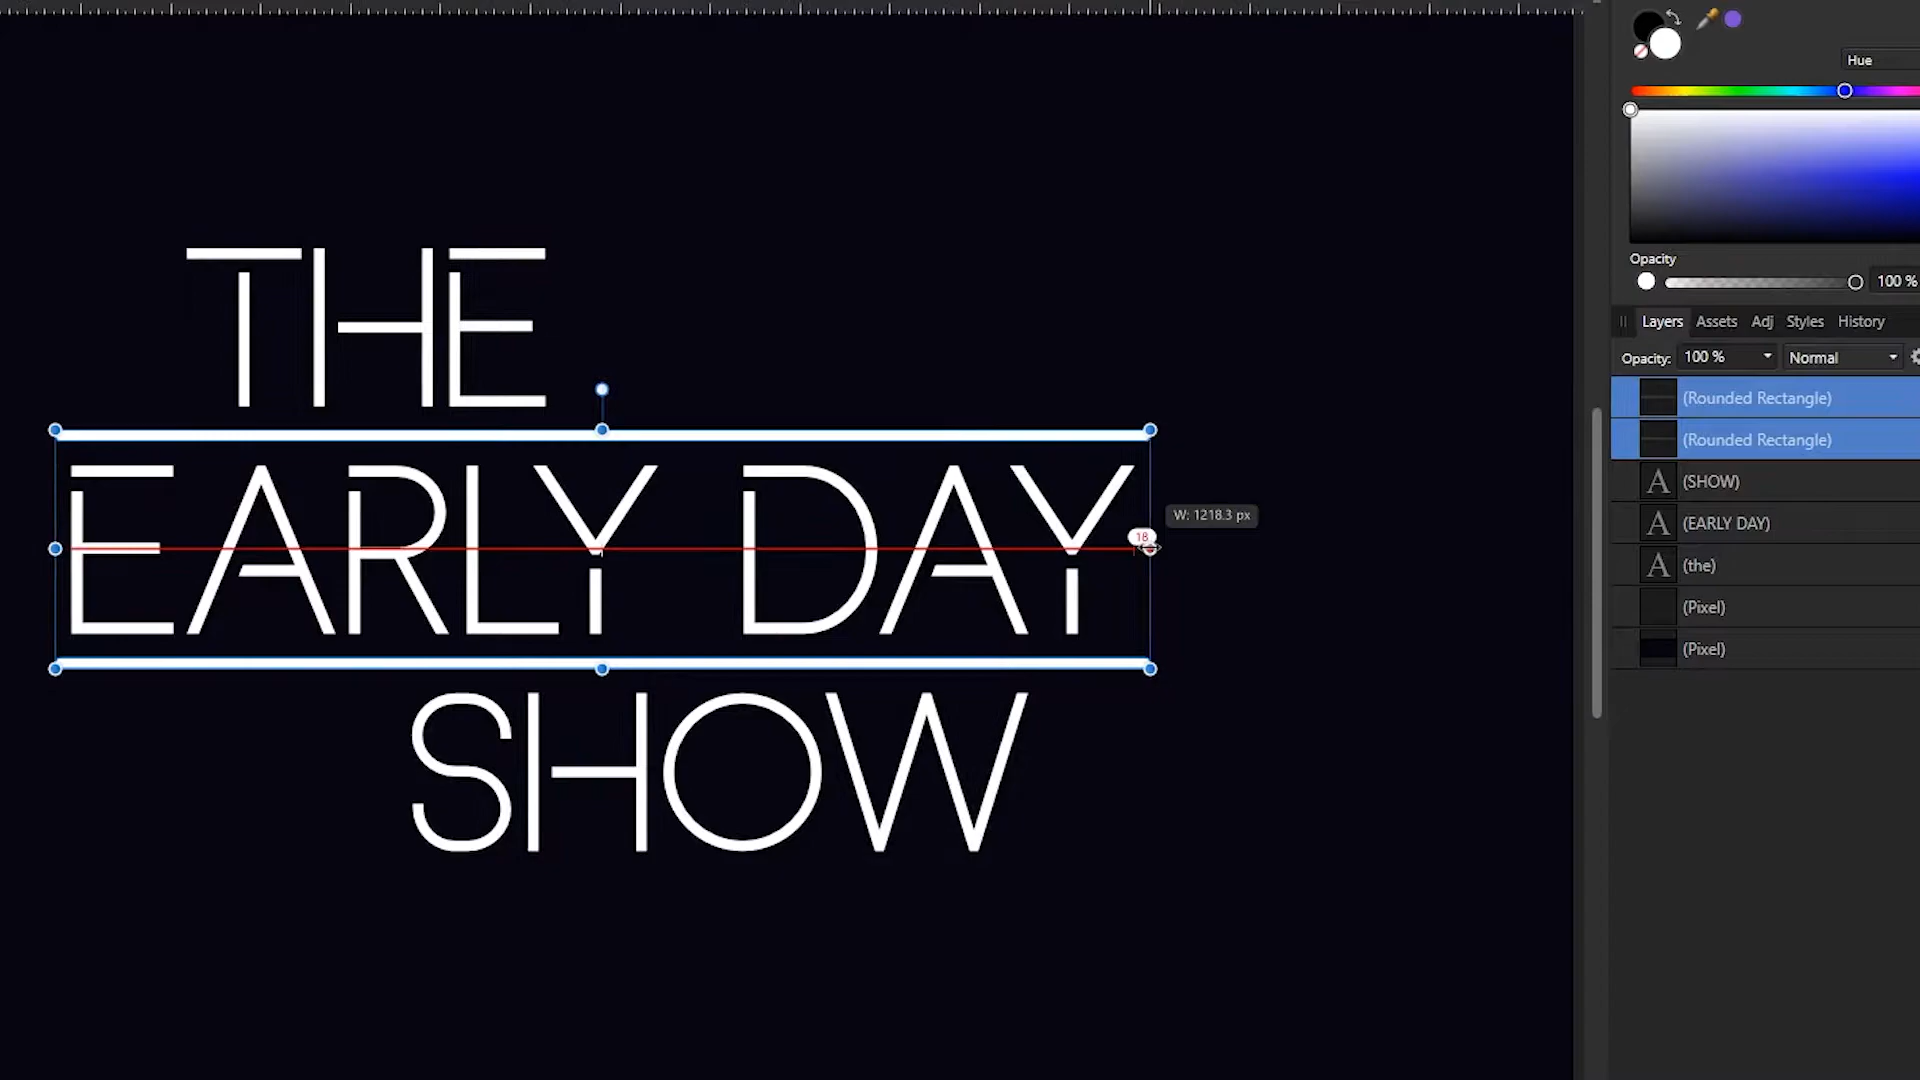 Hue
Opacity
100 %
Layers Assets Adj Styles History
Opacity: 100 % Normal
(Rounded Rectangle)
(Rounded Rectangle)
A (SHOW)
A (EARLY DAY)
A (the)
(Pixel)
(Pixel)
THE
EARLY DAY
W: 1218.3 px
18
SHOW